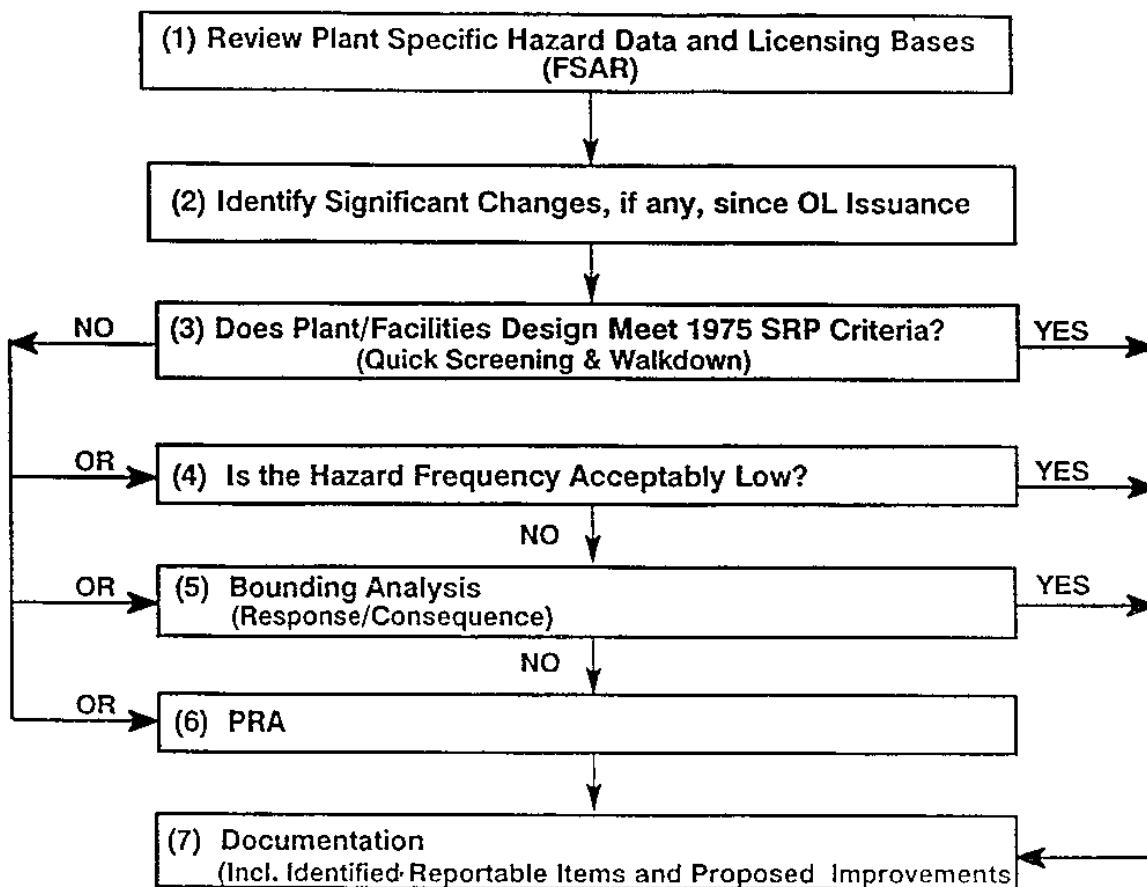 (1) Review Plant Specific Hazard Data and Licensing Bases
(FSAR)
(2) Identify Significant Changes, if any, since OL Issuance
NO
(3) Does Plant/Facilities Design Meet 1975 SRP Criteria?
YES
(Quick Screening & Walkdown)
OR
(4) Is the Hazard Frequency Acceptably Low?
YES
NO
OR
(5) Bounding Analysis
YES
(Response/Consequence)
NO
OR
(6) PRA
(7) Documentation
(Incl. Identified Reportable Items and Proposed Improvements